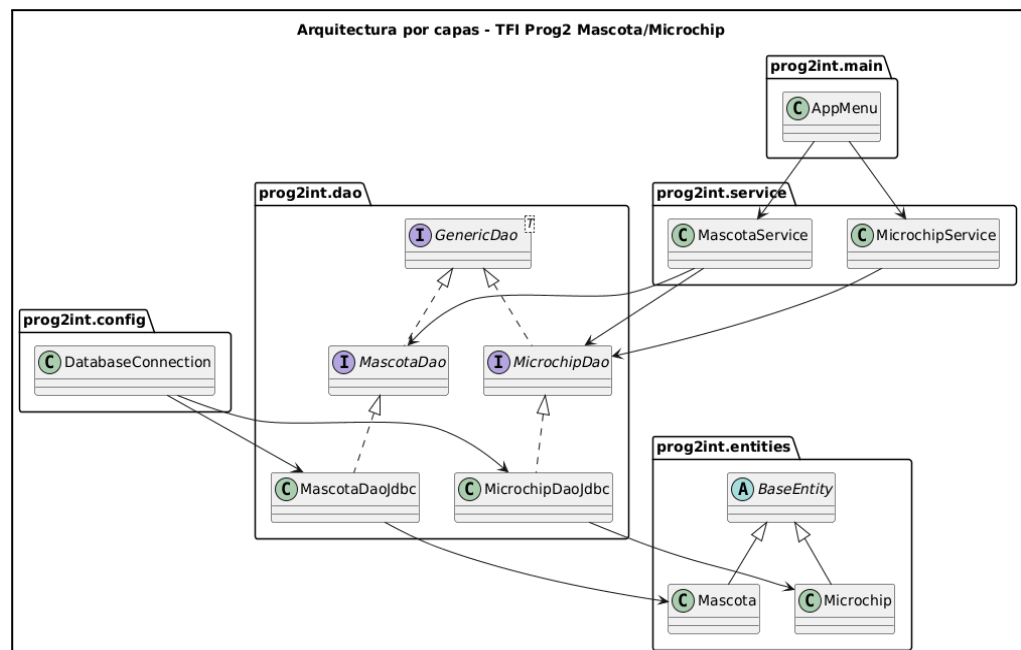 Arquitectura por capas - TFI Prog2 Mascota/Microchip
prog2int.main
C AppMenu
prog2int.dao
prog2int.service
I GenericDao T
C MascotaService
C MicrochipService
prog2int.config
C DatabaseConnection
I MascotaDao
I MicrochipDao
prog2int.entities
C MascotaDaoJdbc
C MicrochipDaoJdbc
A BaseEntity
C Mascota
C Microchip